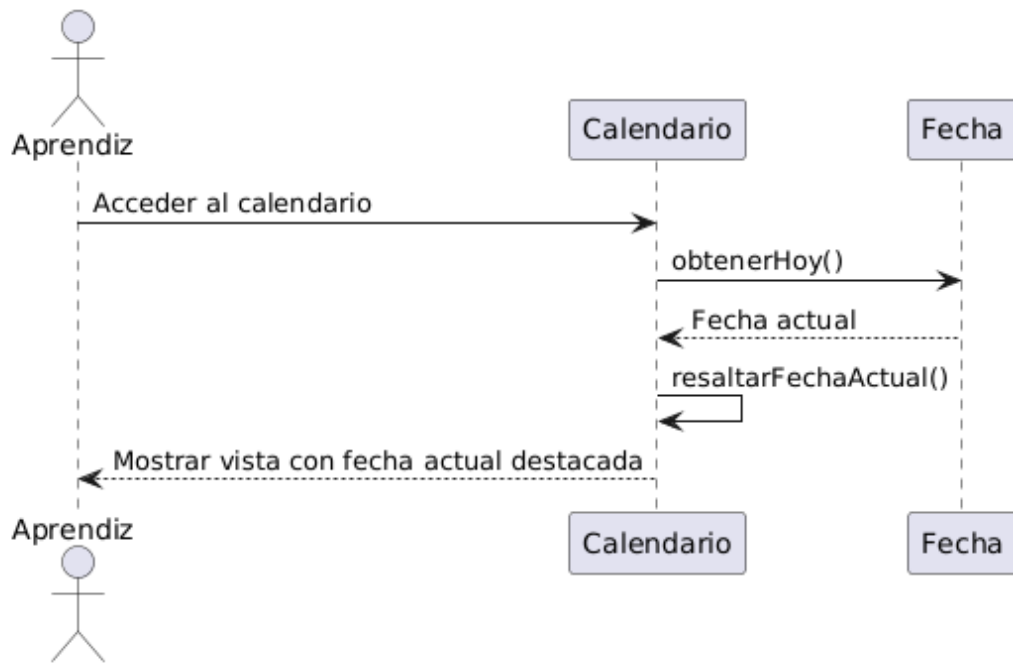 Aprendiz
Calendario
Fecha
Acceder al calendario
obtenerHoy()
Fecha actual
resaltarFechaActual()
Mostrar vista con fecha actual destacada
Aprendiz
Calendario
Fecha